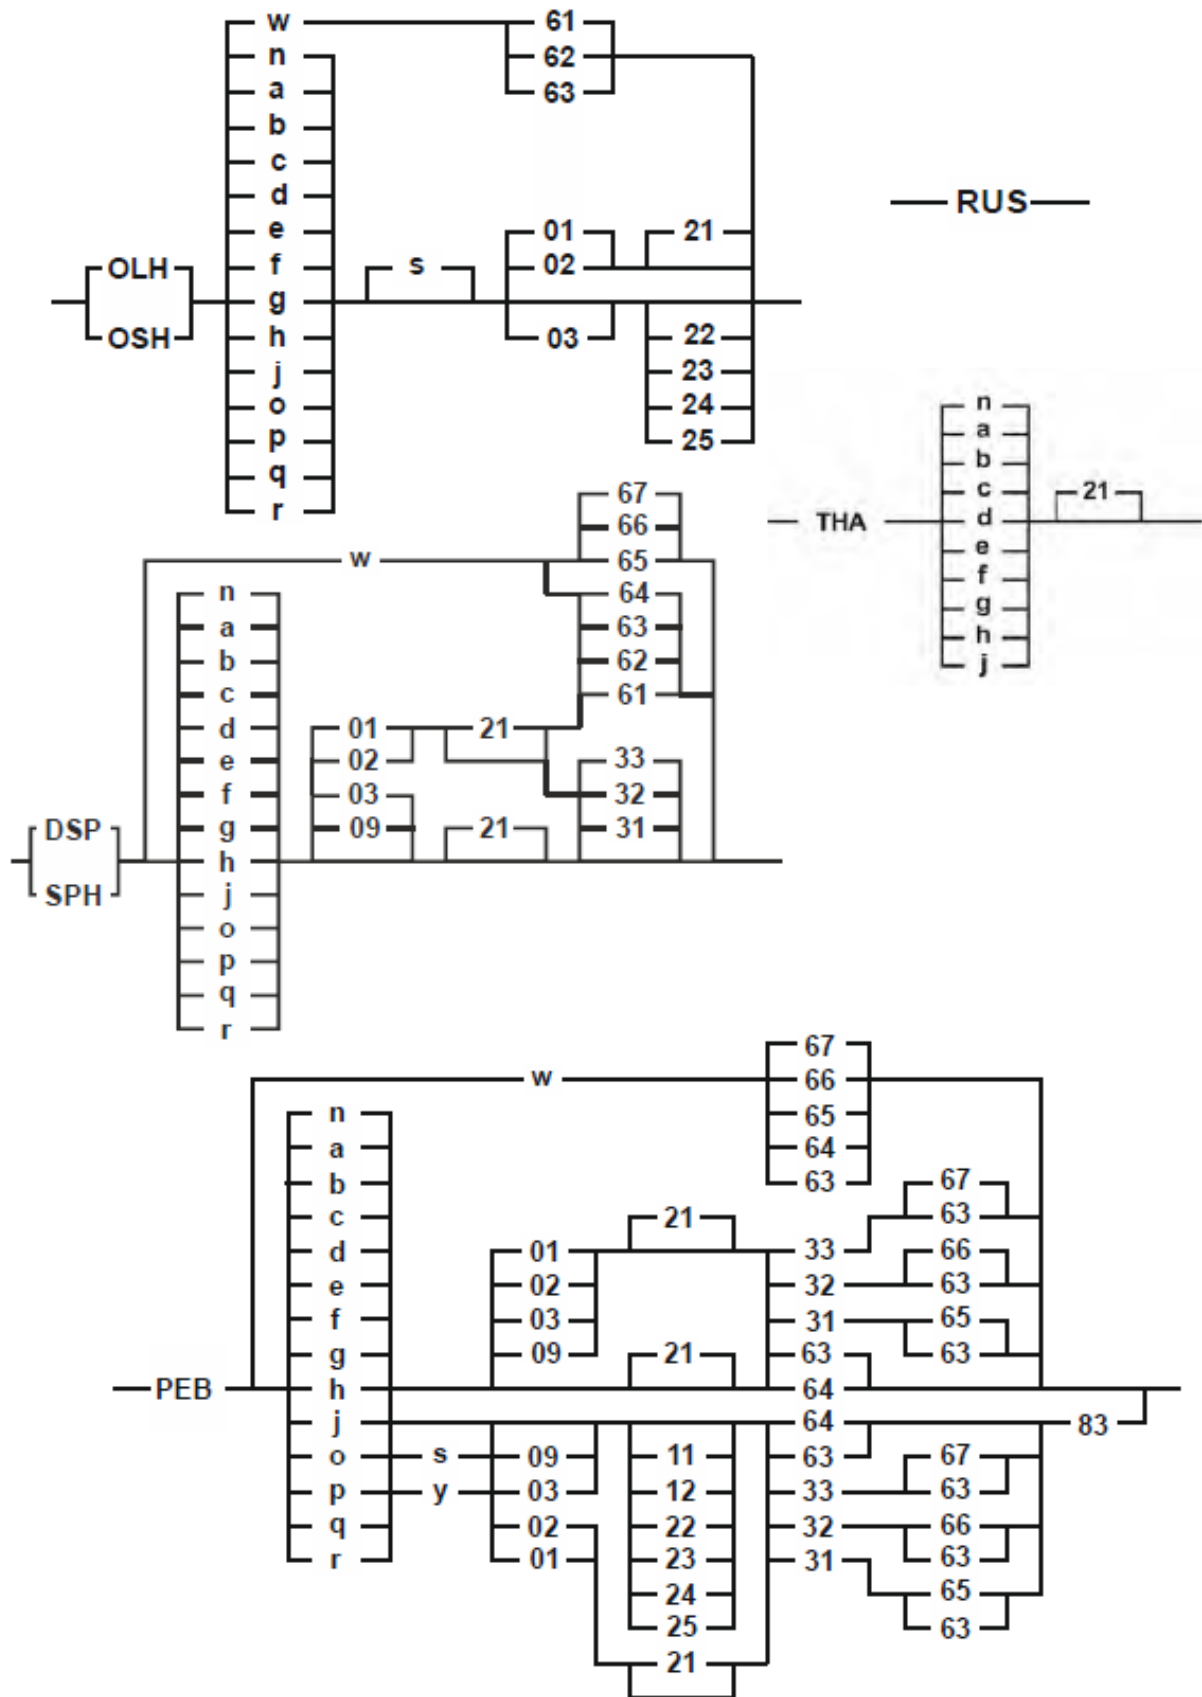 w 61
n 62
a 63
b
c
d RUS
e 01 21
OLH f s 02
g
OSH h 03 22
j 23
o 24 n
p 25 a
q b
r 67 c 21
66 THA d
w 65 e
n 64 f
a 63 g
b 62 h
c 61 j
d 01 21
e 02 33
f 03 32
DSP g 09 21 31
h
SPH j
o
p
q
r
67
w 66
n 65
a 64
b 63 67
c 21 63
d 01 33 66
e 02 32 63
f 03 31 65
g 09 21 63 63
PEB h 64
j 64 83
o s 09 11 63 67
p y 03 12 33 63
q 02 22 32 66
r 01 23 31 63
24 65
25 63
21